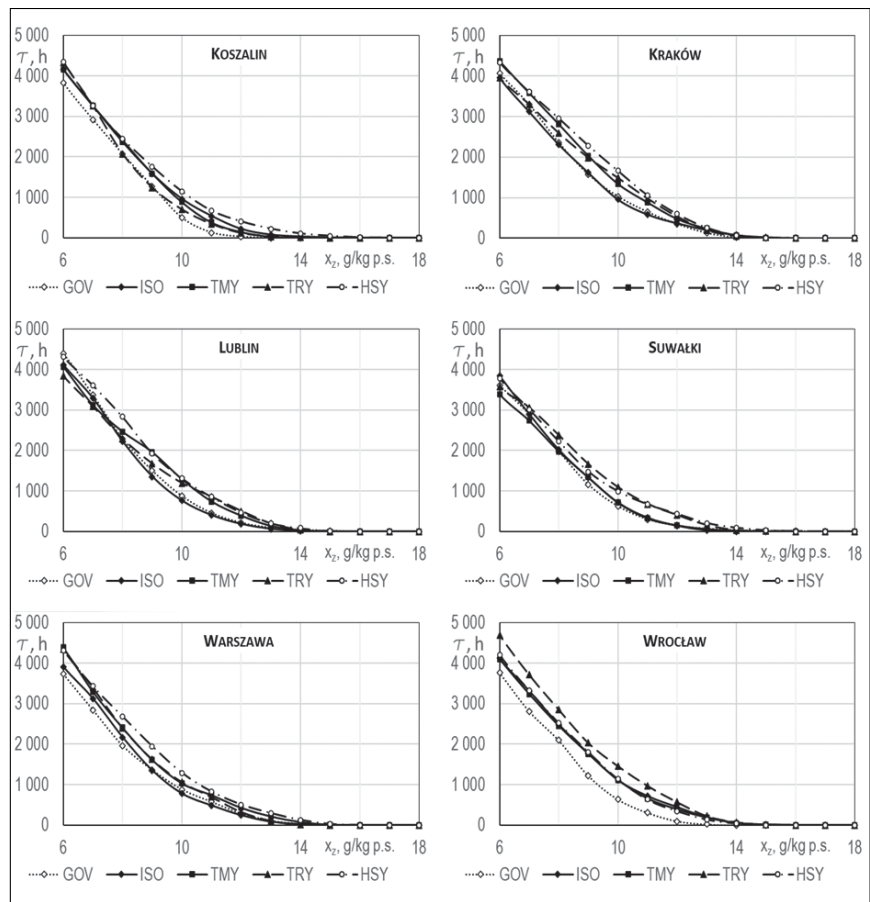 5 000
τ, h
KOSZALIN
4 000
3 000
2 000
1 000
0
6 10 14 x_z, g/kg p.s. 18
GOV ISO TMY TRY HSY
5 000
τ, h
KRAKÓW
4 000
3 000
2 000
1 000
0
6 10 14 x_z, g/kg p.s. 18
GOV ISO TMY TRY HSY
5 000
τ, h
LUBLIN
4 000
3 000
2 000
1 000
0
6 10 14 x_z, g/kg p.s. 18
GOV ISO TMY TRY HSY
5 000
τ, h
SUWAŁKI
4 000
3 000
2 000
1 000
0
6 10 14 x_z, g/kg p.s. 18
GOV ISO TMY TRY HSY
5 000
τ, h
WARSZAWA
4 000
3 000
2 000
1 000
0
6 10 14 x_z, g/kg p.s. 18
GOV ISO TMY TRY HSY
5 000
τ, h
WROCŁAW
4 000
3 000
2 000
1 000
0
6 10 14 x_z, g/kg p.s. 18
GOV ISO TMY TRY HSY